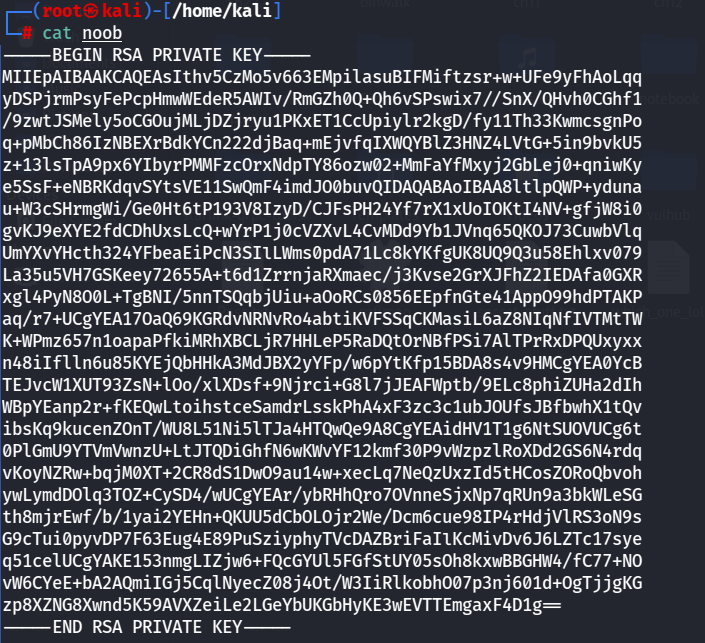 ┌──(root㉿kali)-[/home/kali]
└─# cat noob
-----BEGIN RSA PRIVATE KEY-----
MIIEpAIBAAKCAQEAsIthv5CzMo5v663EMpilasuBIFMiftzsr+w+UFe9yFhAoLqq
yDSPjrmPsyFePcpHmwWEdeR5AWIv/RmGZh0Q+Qh6vSPswix7//SnX/QHvh0CGhf1
/9zwtJSMely5oCGOujMLjDZjryu1PKxET1CcUpiylr2kgD/fy11Th33KwmcsgnPo
q+pMbCh86IzNBEXrBdkYCn222djBaq+mEjvfqIXWQYBlZ3HNZ4LVtG+5in9bvkU5
z+13lsTpA9px6YIbyrPMMFzcOrxNdpTY86ozw02+MmFaYfMxyj2GbLej0+qniwKy
e5SsF+eNBRKdqvSYtsVE11SwQmF4imdJO0buvQIDAQABAoIBAA8ltlpQWP+yduna
u+W3cSHrmgWi/Ge0Ht6tP193V8IzyD/CJFsPH24Yf7rX1xUoIOKtI4NV+gfjW8i0
gvKJ9eXYE2fdCDhUxsLcQ+wYrP1j0cVZXvL4CvMDd9Yb1JVnq65QKOJ73CuwbVlq
UmYXvYHcth324YFbeaEiPcN3SIlLWms0pdA71Lc8kYKfgUK8UQ9Q3u58Ehlxv079
La35u5VH7GSKeey72655A+t6d1ZrrnjaRXmaec/j3Kvse2GrXJFhZ2IEDAfa0GXR
xgl4PyN8O0L+TgBNI/5nnTSQqbjUiu+aOoRCs0856EEpfnGte41AppO99hdPTAKP
aq/r7+UCgYEA17OaQ69KGRdvNRNvRo4abtiKVFSSqCKMasiL6aZ8NIqNfIVTMtTW
K+WPmz657n1oapaPfkiMRhXBCLjR7HHLeP5RaDQtOrNBfPSi7AlTPrRxDPQUxyxx
n48iIflln6u85KYEjQbHHkA3MdJBX2yYFp/w6pYtKfp15BDA8s4v9HMCgYEA0YcB
TEJvcW1XUT93ZsN+lOo/xlXDsf+9Njrci+G8l7jJEAFWptb/9ELc8phiZUHa2dIh
WBpYEanp2r+fKEQwLtoihstceSamdrLsskPhA4xF3zc3c1ubJOUfsJBfbwhX1tQv
ibsKq9kucenZOnT/WU8L51Ni5lTJa4HTQwQe9A8CgYEAidHV1T1g6NtSUOVUCg6t
0PlGmU9YTVmVwnzU+LtJTQDiGhfN6wKWvYF12kmf30P9vWzpzlRoXDd2GS6N4rdq
vKoyNZRw+bqjM0XT+2CR8dS1DwO9au14w+xecLq7NeQzUxzId5tHCosZORoQbvoh
ywLymdDOlq3TOZ+CySD4/wUCgYEAr/ybRHhQro7OVnneSjxNp7qRUn9a3bkWLeSG
th8mjrEwf/b/1yai2YEHn+QKUU5dCbOLOjr2We/Dcm6cue98IP4rHdjVlRS3oN9s
G9cTui0pyvDP7F63Eug4E89PuSziyphyTVcDAZBriFaIlKcMivDv6J6LZTc17sye
q51celUCgYAKE153nmgLIZjw6+FQcGYUl5FGfStUY05sOh8kxwBBGHW4/fC77+NO
vW6CYeE+bA2AQmiIGj5CqlNyecZ08j4Ot/W3IiRlkobhO07p3nj601d+OgTjjgKG
zp8XZNG8Xwnd5K59AVXZeiLe2LGeYbUKGbHyKE3wEVTTEmgaxF4D1g==
-----END RSA PRIVATE KEY-----